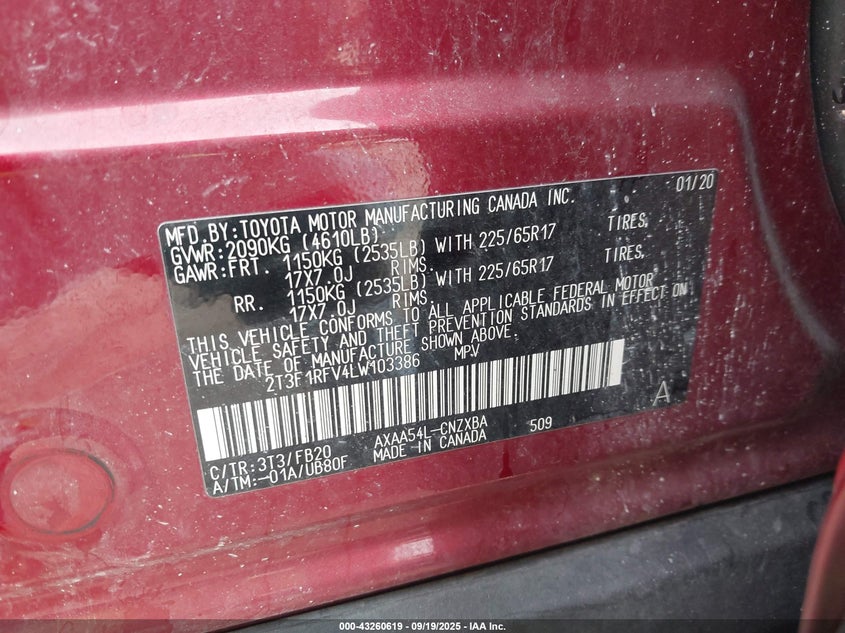 01/20
MFD.BY:TOYOTA MOTOR MANUFACTURING CANADA INC.
GVWR:2090KG (4610LB)
GAWR:FRT. 1150KG (2535LB) WITH 225/65R17 TIRES,
17X7.0J RIMS.
RR. 1150KG (2535LB) WITH 225/65R17 TIRES,
17X7.0J RIMS.
THIS VEHICLE CONFORMS TO ALL APPLICABLE FEDERAL MOTOR
VEHICLE SAFETY AND THEFT PREVENTION STANDARDS IN EFFECT ON
THE DATE OF MANUFACTURE SHOWN ABOVE.
2T3F1RFV4LW103386 MPV
A
C/TR:3T3/FB20 AXAA54L-CNZXBA 509
A/TM:-01A/UB80F MADE IN CANADA
000-43260619 - 09/19/2025 - IAA Inc.